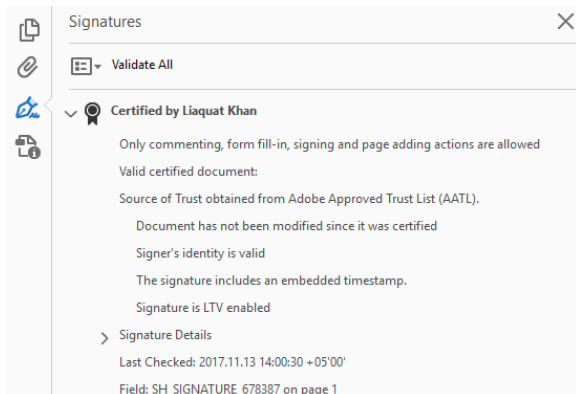 Signatures
Validate All
Certified by Liaquat Khan
Only commenting, form fill-in, signing and page adding actions are allowed
Valid certified document:
Source of Trust obtained from Adobe Approved Trust List (AATL).
Document has not been modified since it was certified
Signer's identity is valid
The signature includes an embedded timestamp.
Signature is LTV enabled
Signature Details
Last Checked: 2017.11.13 14:00:30 +05'00'
Field: SH_SIGNATURE_678387 on page 1